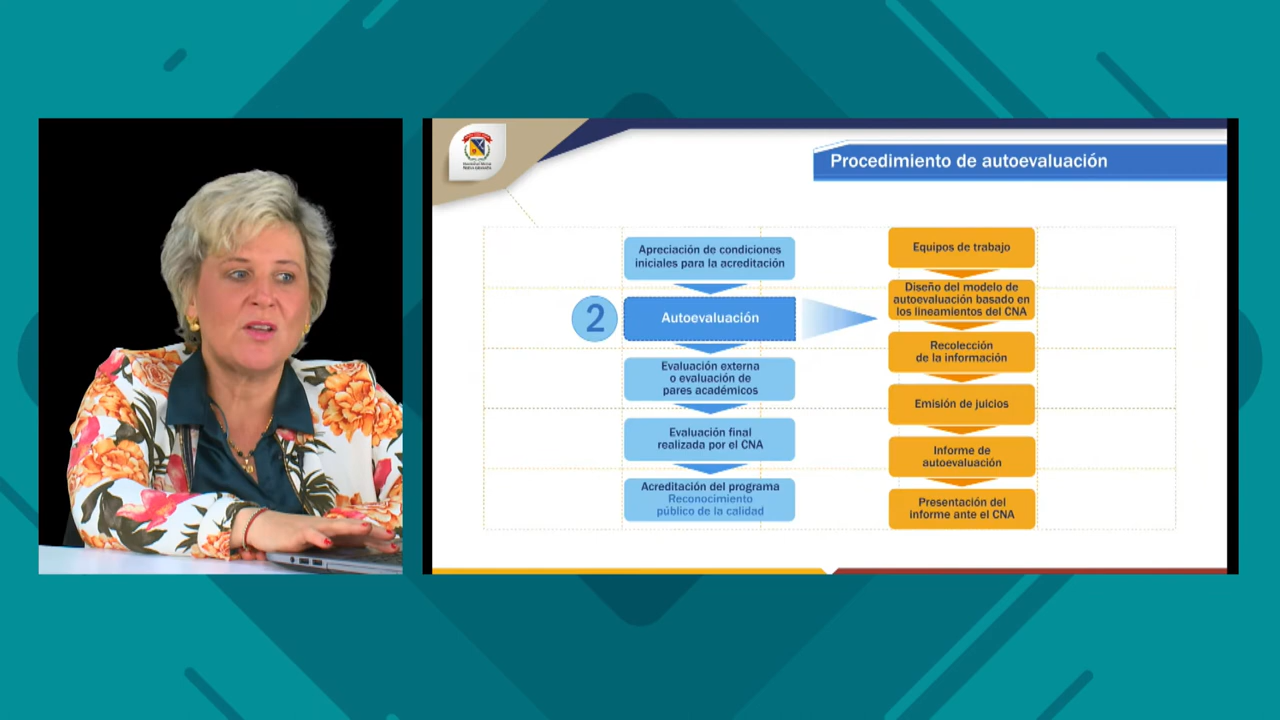 Procedimiento de autoevaluación
Apreciación de condiciones
iniciales para la acreditación
2
Autoevaluación
Evaluación externa
o evaluación de
pares académicos
Evaluación final
realizada por el CNA
Acreditación del programa
Reconocimiento
público de la calidad
Equipos de trabajo
Diseño del modelo de
autoevaluación basado en
los lineamientos del CNA
Recolección
de la información
Emisión de juicios
Informe de
autoevaluación
Presentación del
informe ante el CNA